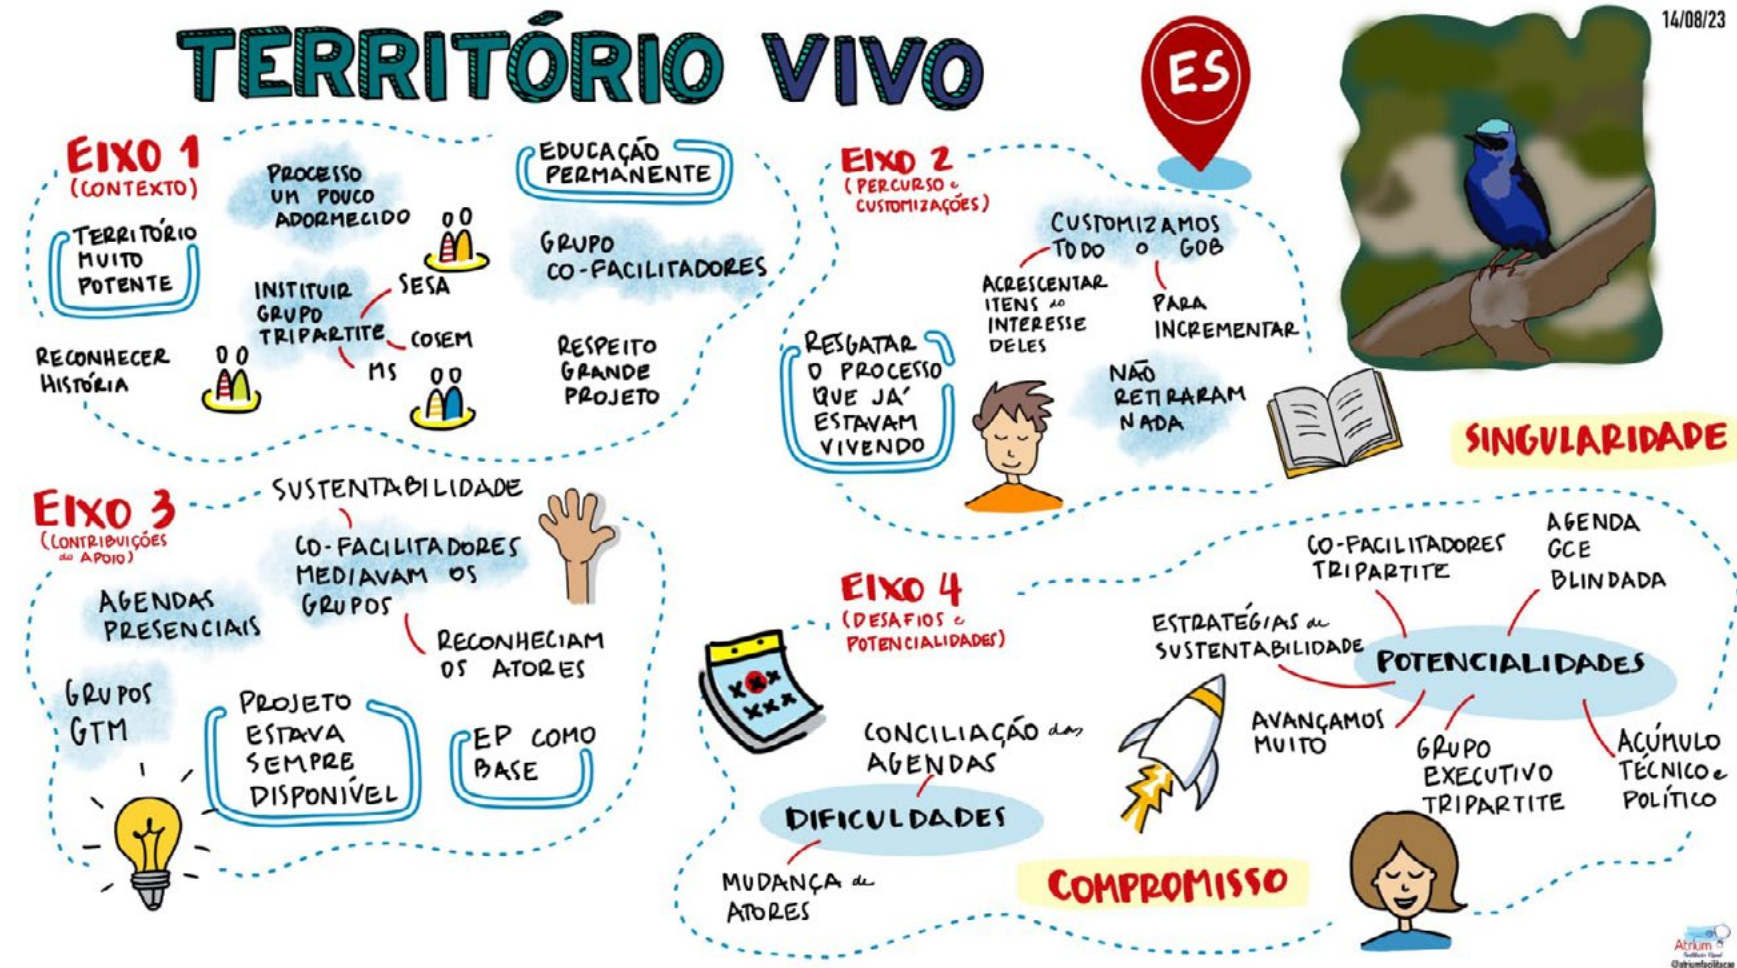 TERRITÓRIO VIVO
ES
14/08/23
EIXO 1
(CONTEXTO)
TERRITÓRIO
MUITO
POTENTE
RECONHECER
HISTÓRIA
PROCESSO
UM POUCO
ADORMECIDO
INSTITUIR
GRUPO
TRIPARTITE
SESA
COSEM
MS
EDUCAÇÃO
PERMANENTE
GRUPO
CO-FACILITADORES
RESPEITO
GRANDE
PROJETO
EIXO 2
(PERCURSO e
CUSTOMIZAÇÕES)
CUSTOMIZAMOS
TODO O GOB
ACRESCENTAR
ITENS ao
INTERESSE
DELES
PARA
INCREMENTAR
RESGATAR
O PROCESSO
QUE JÁ
ESTAVAM
VIVENDO
NÃO
RETIRARAM
NADA
SINGULARIDADE
EIXO 3
(CONTRIBUIÇÕES
do APOIO)
SUSTENTABILIDADE
CO-FACILITADORES
MEDIAVAM OS
GRUPOS
RECONHECIAM
OS ATORES
AGENDAS
PRESENCIAIS
GRUPOS
GTM
PROJETO
ESTAVA
SEMPRE
DISPONÍVEL
EP COMO
BASE
EIXO 4
(DESAFIOS e
POTENCIALIDADES)
CONCILIAÇÃO das
AGENDAS
DIFICULDADES
MUDANÇA de
ATORES
COMPROMISSO
CO-FACILITADORES
TRIPARTITE
AGENDA
GCE
BLINDADA
ESTRATÉGIAS de
SUSTENTABILIDADE
POTENCIALIDADES
AVANÇAMOS
MUITO
GRUPO
EXECUTIVO
TRIPARTITE
ACÚMULO
TÉCNICO e
POLÍTICO
Atrium
Facilitação Visual
@atriumfacilitacao